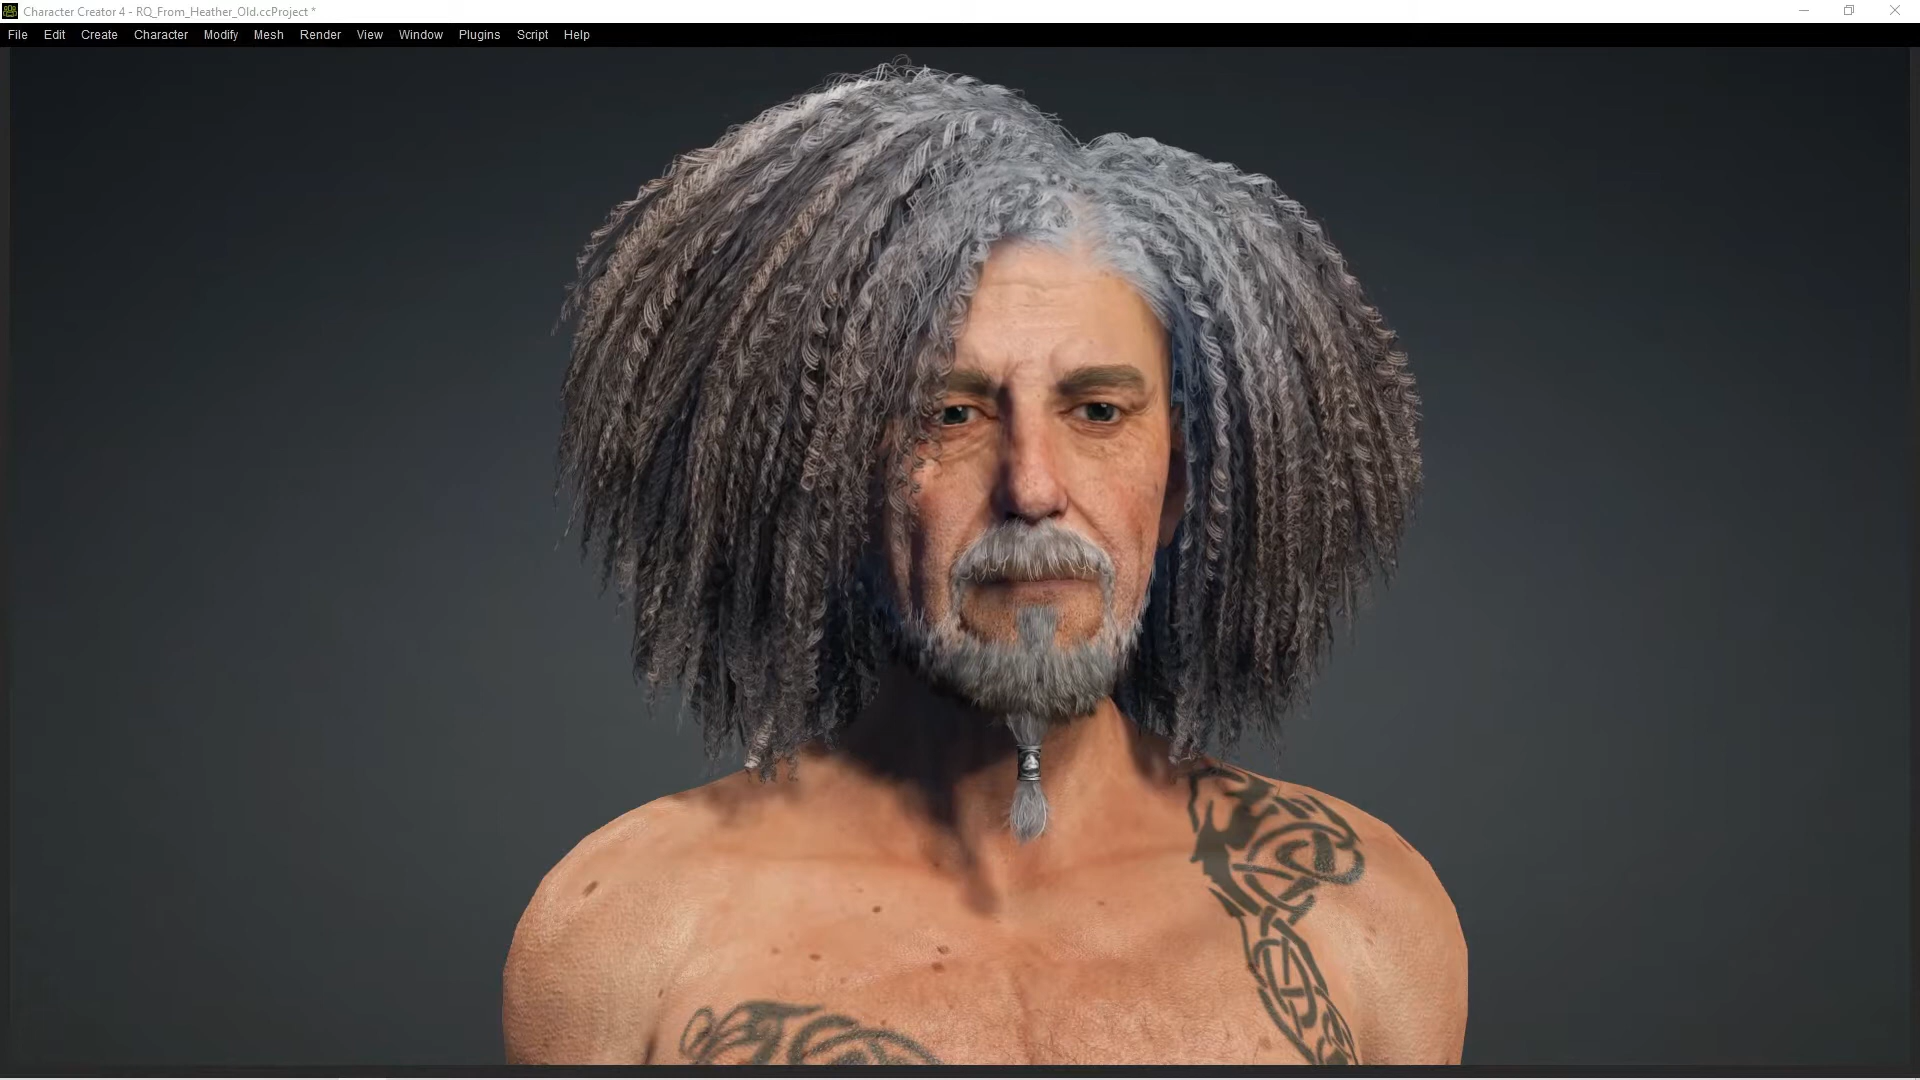 Character Creator 4 - RQ_From_Heather_Old.ccProject *
File Edit Create Character Modify Mesh Render View Window Plugins Script Help